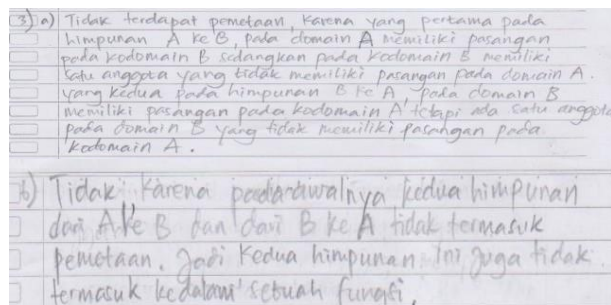 3) a) Tidak terdapat pemetaan, karena yang pertama pada
himpunan A ke B, pada domain A memiliki pasangan
pada kodomain B sedangkan pada kodomain B memiliki
satu anggota yang tidak memiliki pasangan pada domain A.
yang kedua pada himpunan B ke A, pada domain B
memiliki pasangan pada kodomain A, tetapi ada satu anggota
pada domain B yang tidak memiliki pasangan pada
kodomain A.
b) Tidak, karena pada awalnya kedua himpunan
dari A ke B dan dari B ke A tidak termasuk
pemetaan. Jadi kedua himpunan ini juga tidak
termasuk kedalam sebuah fungsi.